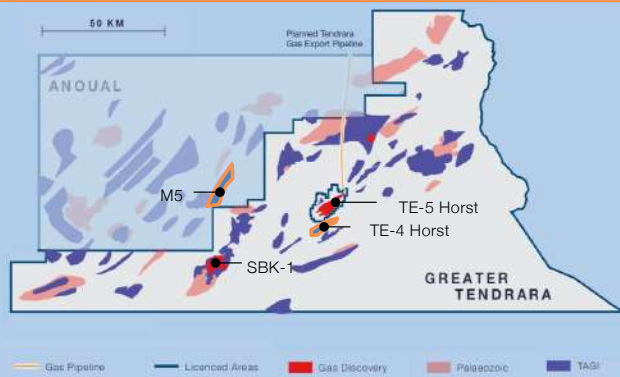 50 KM
Planned Tendrara
Gas Export Pipeline
ANOUAL
M5
TE-5 Horst
TE-4 Horst
SBK-1
GREATER
TENDRARA
Gas Pipeline
Licenced Areas
Gas Discovery
Palaeozoic
TAGI